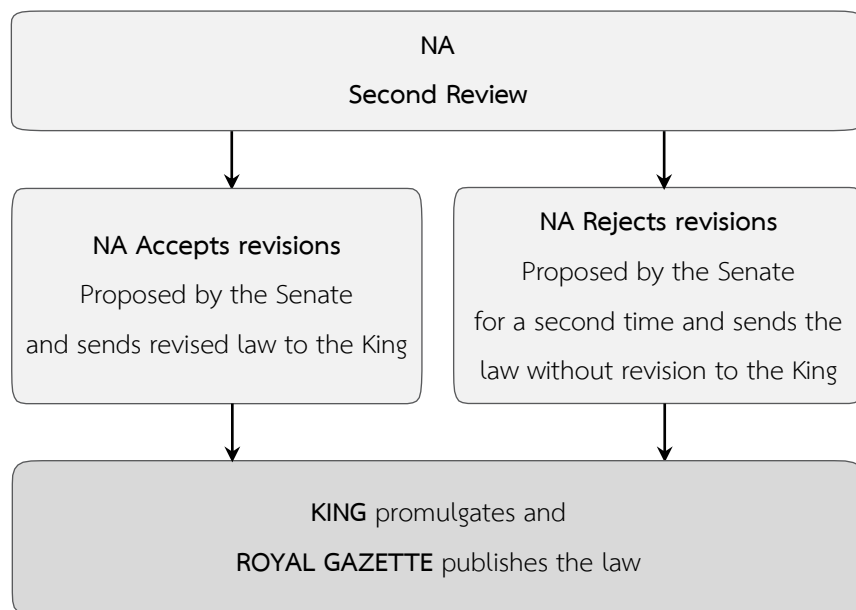 NA
Second Review
NA Accepts revisions
Proposed by the Senate
and sends revised law to the King
NA Rejects revisions
Proposed by the Senate
for a second time and sends the
law without revision to the King
KING promulgates and
ROYAL GAZETTE publishes the law